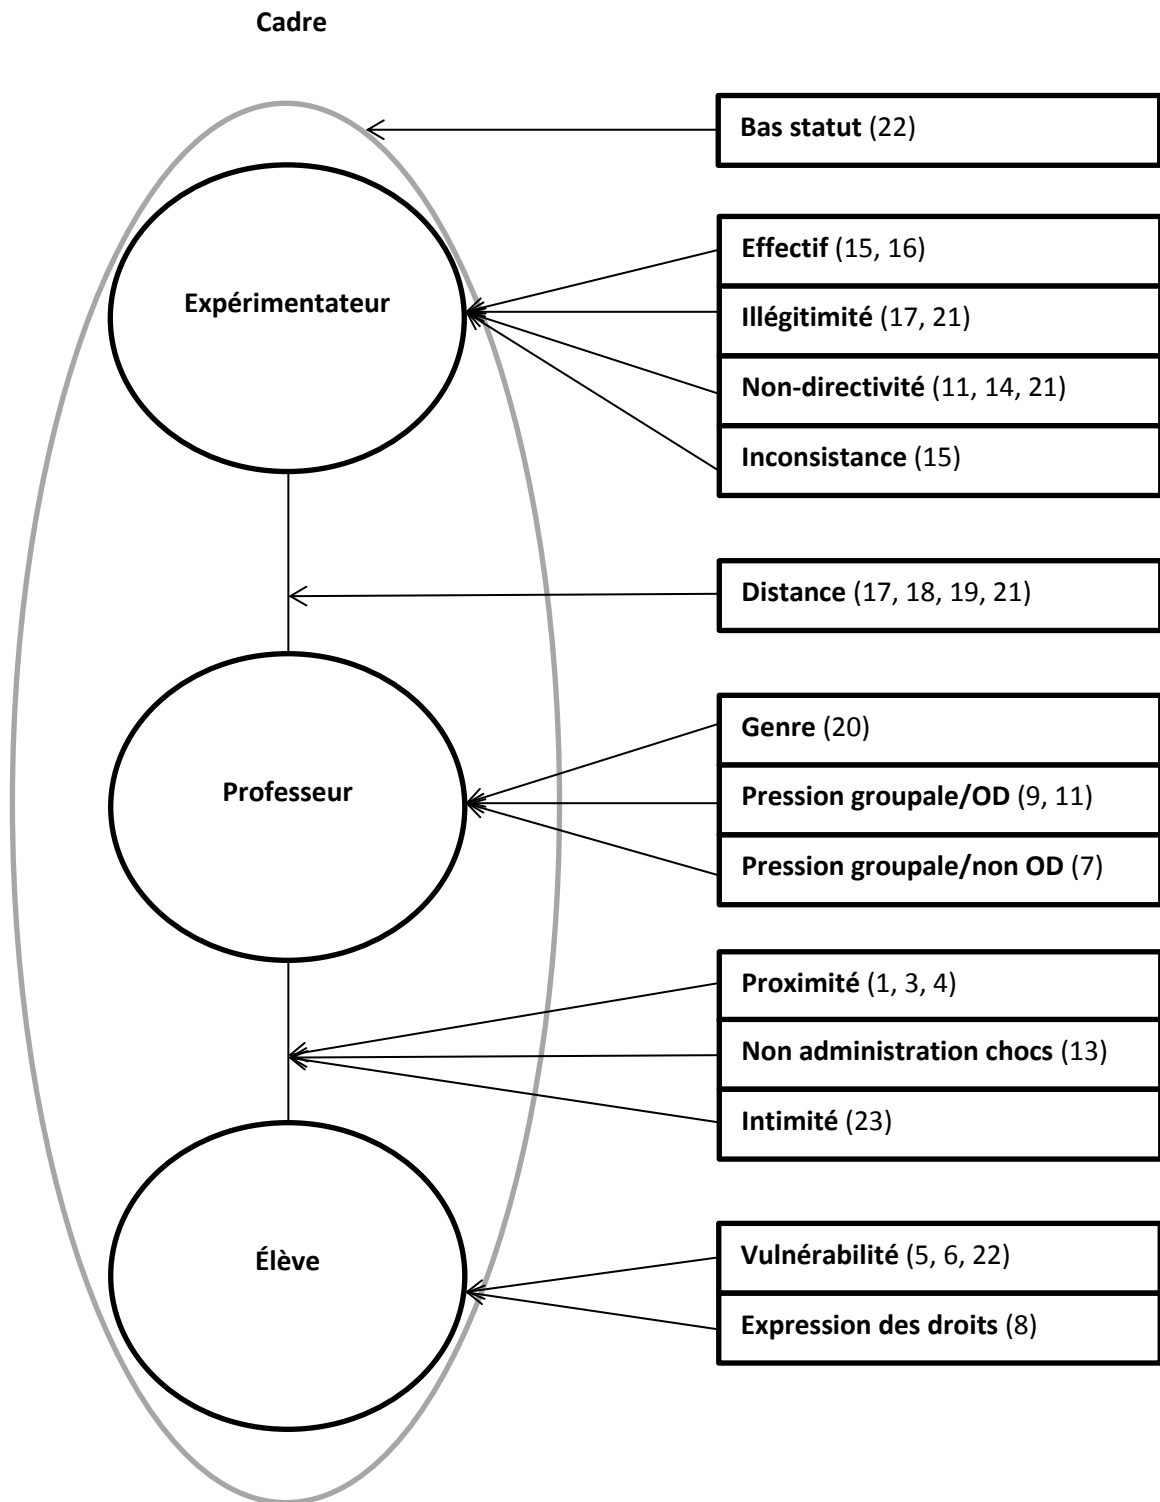 Cadre
Bas statut (22)
Effectif (15, 16)
Expérimentateur
Illégitimité (17, 21)
Non-directivité (11, 14, 21)
Inconsistance (15)
Distance (17, 18, 19, 21)
Genre (20)
Professeur
Pression groupale/OD (9, 11)
Pression groupale/non OD (7)
Proximité (1, 3, 4)
Non administration chocs (13)
Intimité (23)
Élève
Vulnérabilité (5, 6, 22)
Expression des droits (8)